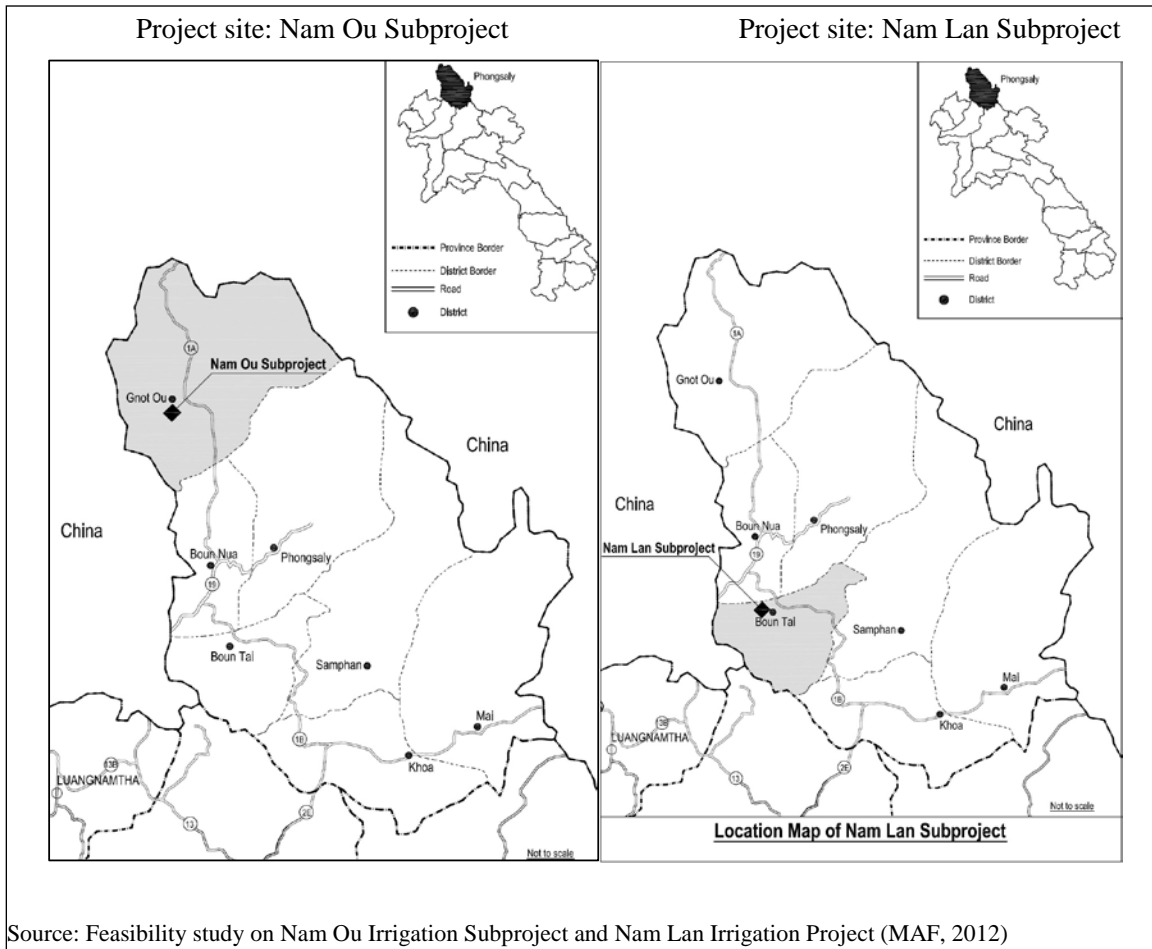 Project site: Nam Ou Subproject
Project site: Nam Lan Subproject
Phongsaly
Province Border
District Border
Road
District
1A
Nam Ou Subproject
Gnot Ou
China
China
Boun Nua
Phongsaly
19
Boun Tai
Samphan
Mai
1B
Khoa
13B
LUANGNAMTHA
13
2E
Not to scale
Phongsaly
Province Border
District Border
Road
District
1A
Gnot Ou
China
China
Boun Nua
Phongsaly
19
Nam Lan Subproject
Boun Tai
Samphan
Mai
1B
Khoa
13B
LUANGNAMTHA
13
2E
Not to scale
Location Map of Nam Lan Subproject
Source: Feasibility study on Nam Ou Irrigation Subproject and Nam Lan Irrigation Project (MAF, 2012)